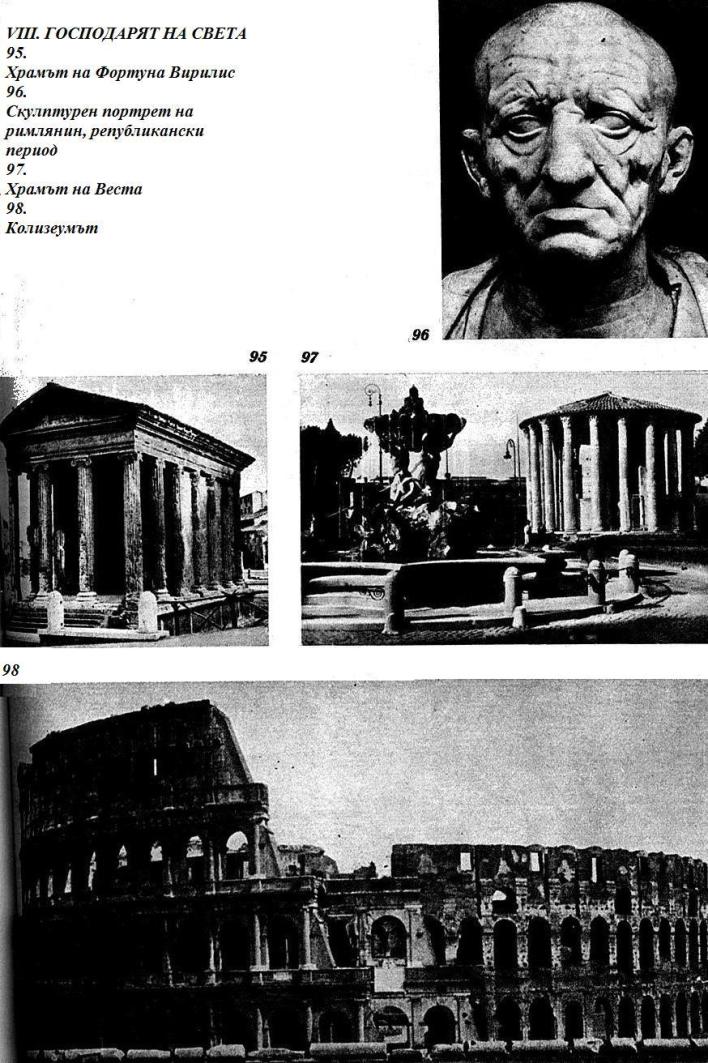 VIII. ГОСПОДАРЯТ НА СВЕТА
95.
Храмът на Фортуна Вирилис
96.
Скулптурен портрет на
римлянин, републикански
период
97.
Храмът на Веста
98.
Колизеумът
96
95
97
98